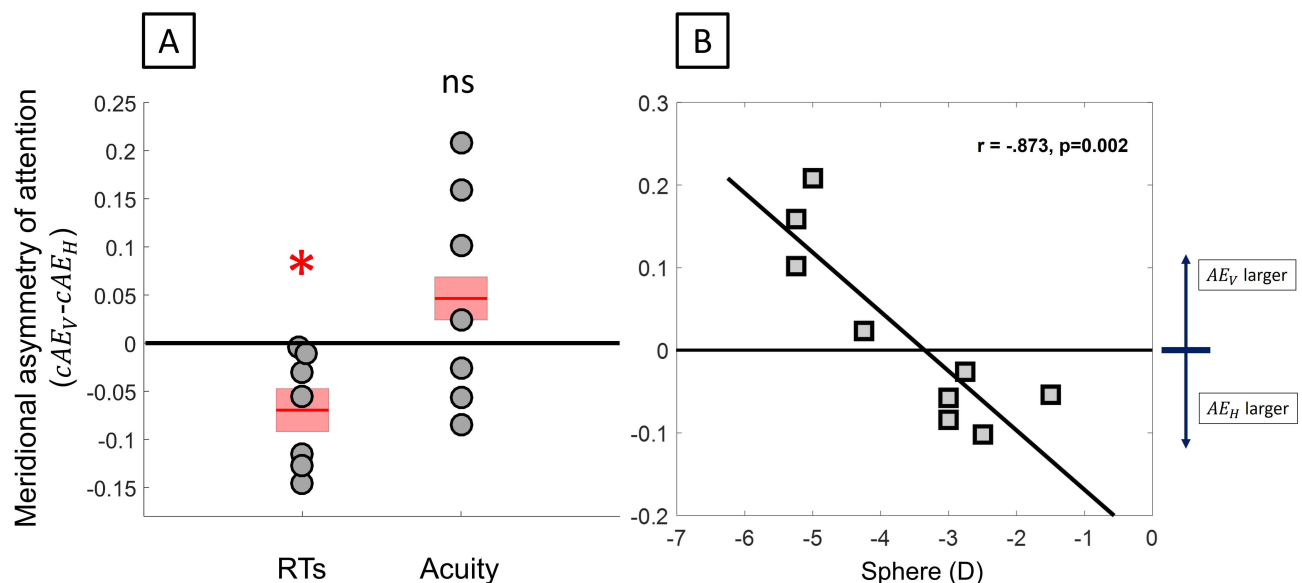 A
B
ns
*
Meridional asymmetry of attention
(cAE_V-cAE_H)
0.25
0.2
0.15
0.1
0.05
0
-0.05
-0.1
-0.15
RTs
Acuity
0.3
0.2
0.1
0
-0.1
-0.2
r = -.873, p=0.002
-7
-6
-5
-4
-3
-2
-1
0
Sphere (D)
AE_V larger
AE_H larger